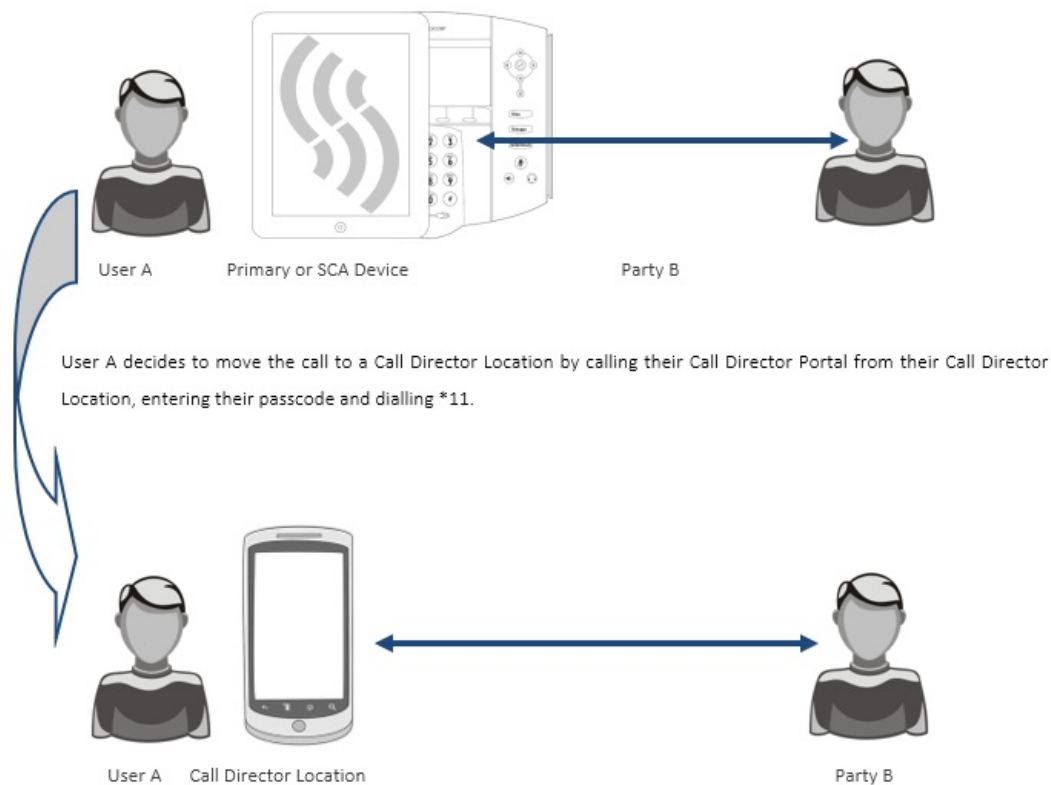 User A Primary or SCA Device Party B
User A decides to move the call to a Call Director Location by calling their Call Director Portal from their Call Director
Location, entering their passcode and dialling *11.
User A Call Director Location Party B